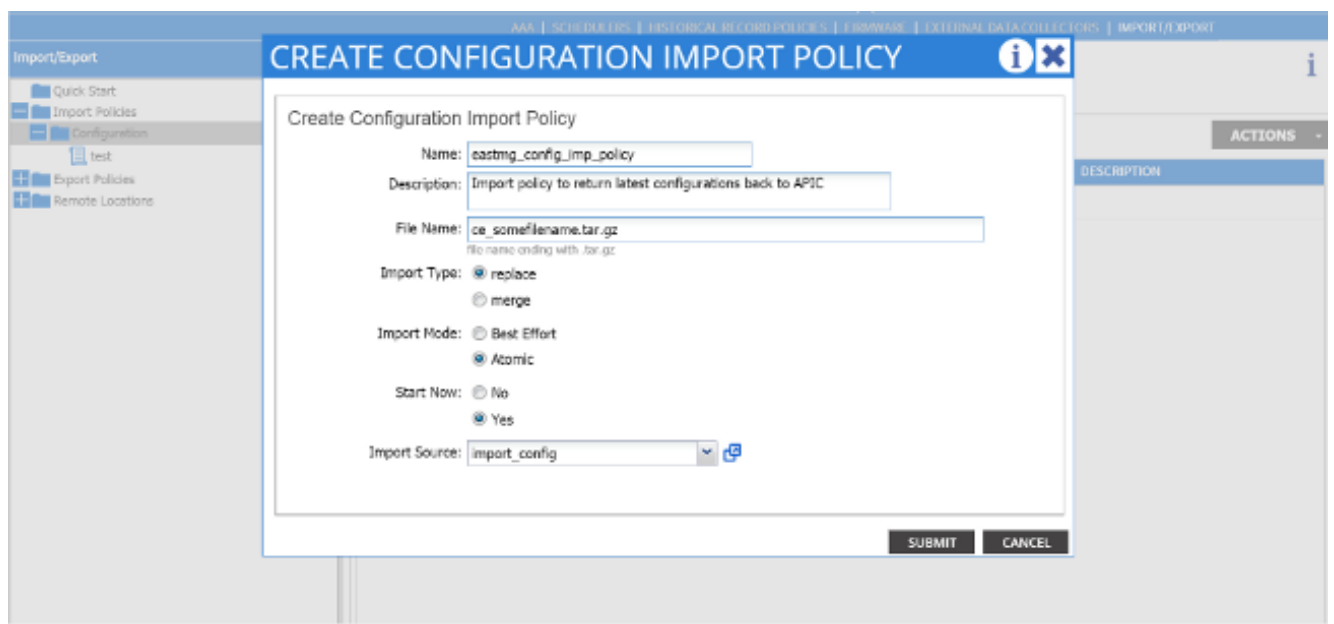 AAA | SCHEDULERS | HISTORICAL RECORD POLICIES | FIRMWARE | EXTERNAL DATA COLLECTORS | IMPORT/EXPORT
CREATE CONFIGURATION IMPORT POLICY
i
Import/Export
i
Quick Start
Import Policies
Configuration
test
Export Policies
Remote Locations
ACTIONS
DESCRIPTION
Create Configuration Import Policy
Name: eastmg_config_imp_policy
Description: Import policy to return latest configurations back to APIC
File Name: ce_somefilename.tar.gz
file name ending with .tar.gz
Import Type: replace
merge
Import Mode: Best Effort
Atomic
Start Now: No
Yes
Import Source: import_config
SUBMIT CANCEL